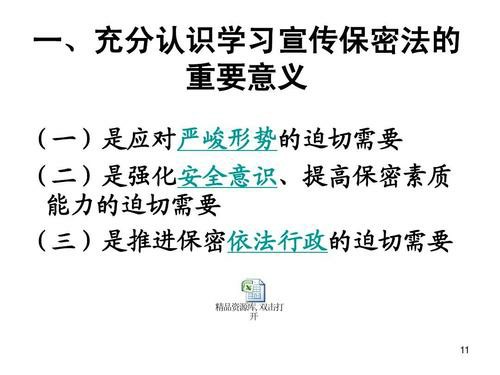 一、充分认识学习宣传保密法的
重要意义
（一）是应对严峻形势的迫切需要
（二）是强化安全意识、提高保密素质
能力的迫切需要
（三）是推进保密依法行政的迫切需要
精品资源库,双击打
开
11